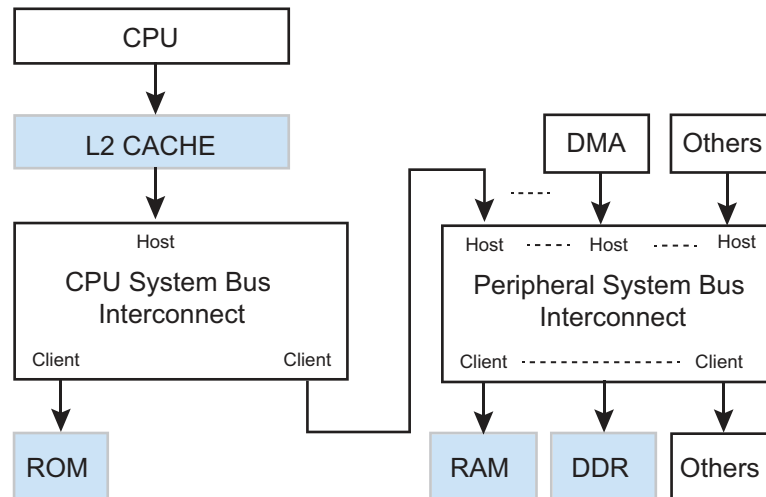 CPU
L2 CACHE
Host
CPU System Bus
Interconnect
Client Client
ROM
DMA Others
Host Host Host
Peripheral System Bus
Interconnect
Client Client
RAM DDR Others